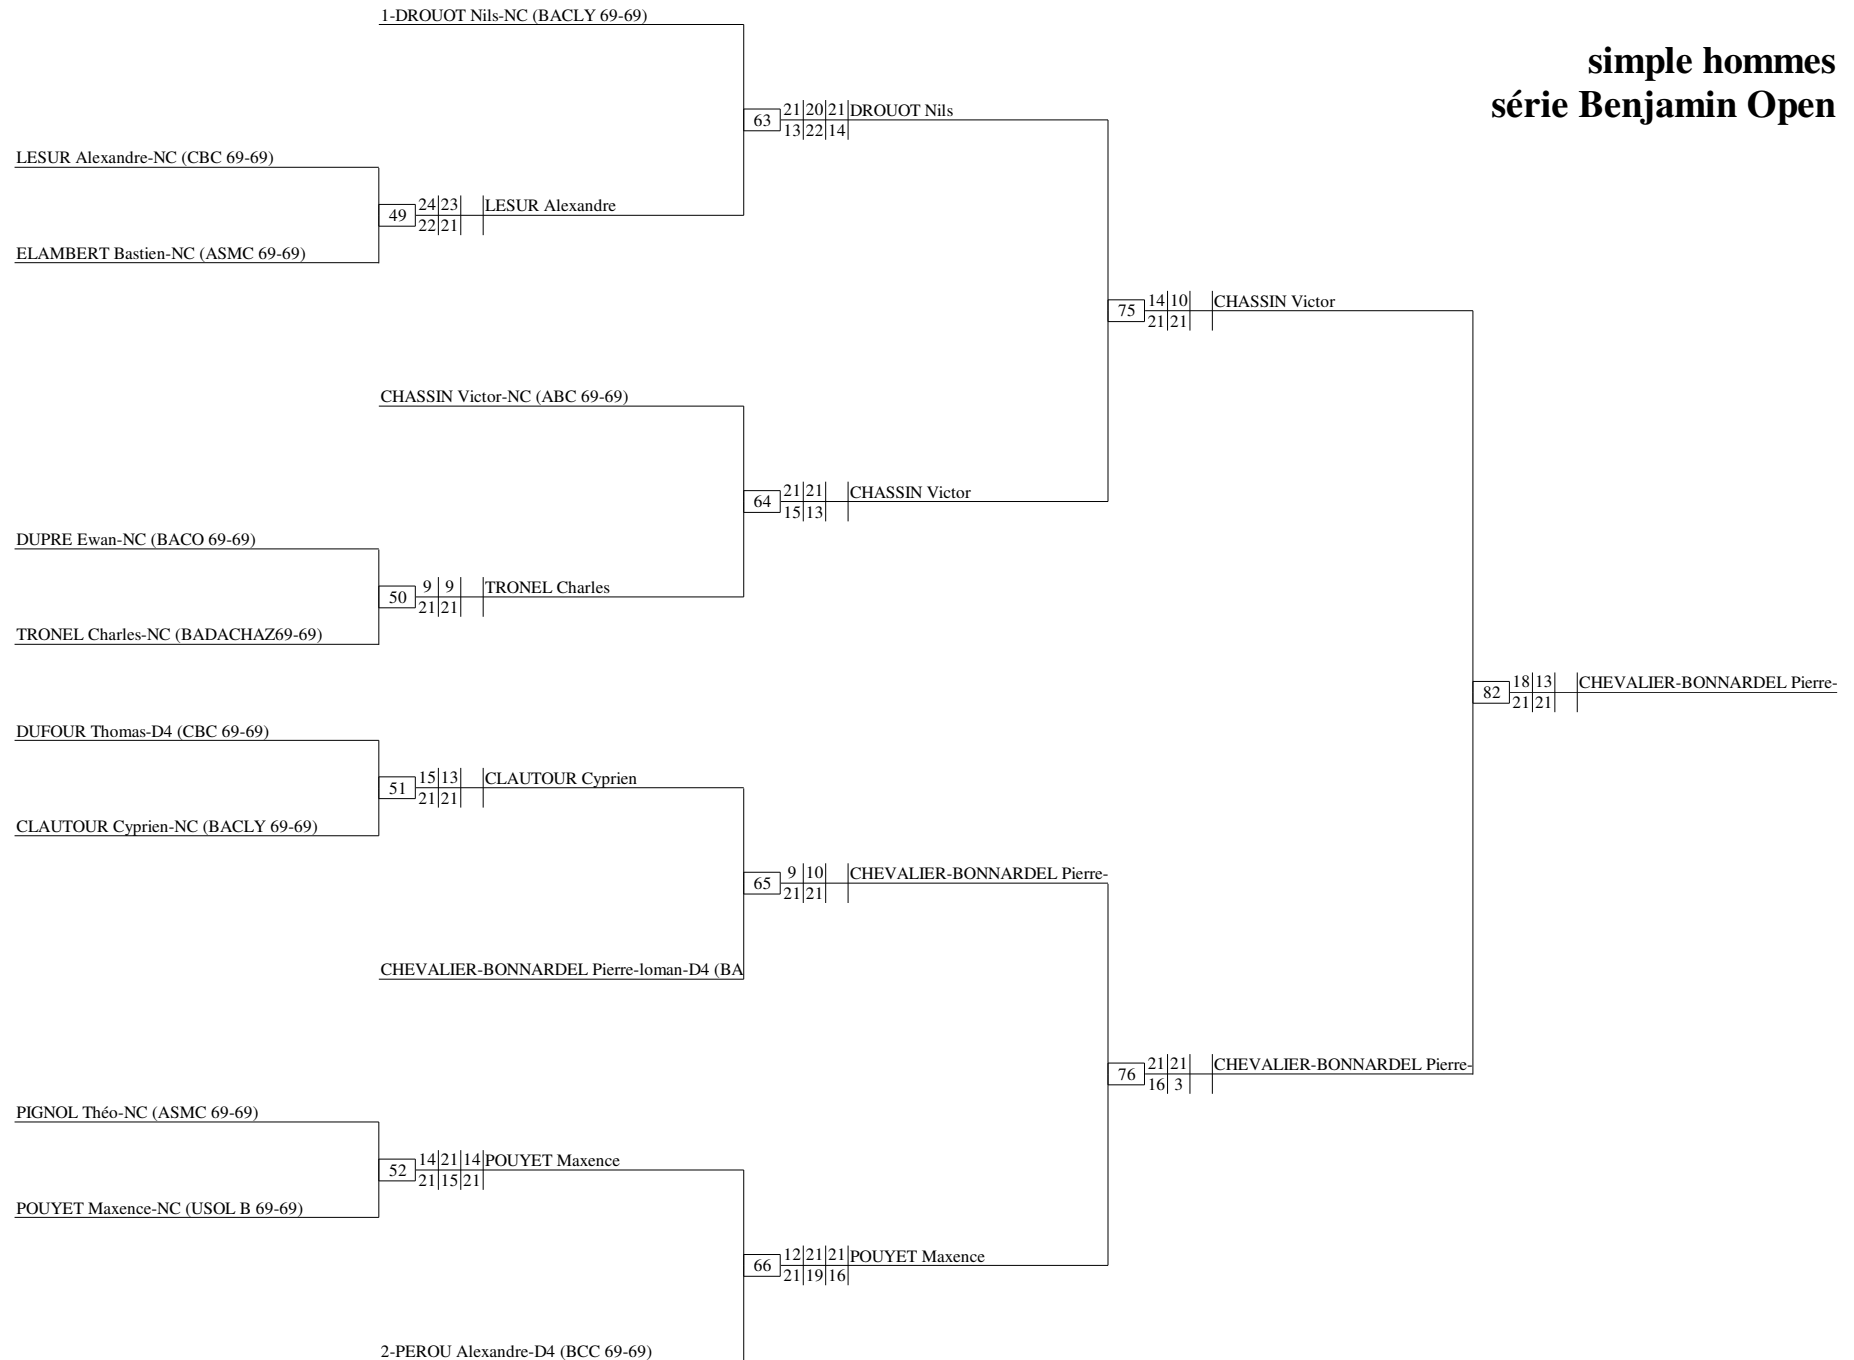 1-DROUOT Nils-NC (BACLY 69-69)
simple hommes
série Benjamin Open
63 21 20 21 DROUOT Nils
13 22 14
LESUR Alexandre-NC (CBC 69-69)
49 24 23 LESUR Alexandre
22 21
ELAMBERT Bastien-NC (ASMC 69-69)
75 14 10 CHASSIN Victor
21 21
CHASSIN Victor-NC (ABC 69-69)
64 21 21 CHASSIN Victor
15 13
DUPRE Ewan-NC (BACO 69-69)
50 9 9 TRONEL Charles
21 21
TRONEL Charles-NC (BADACHAZ69-69)
82 18 13 CHEVALIER-BONNARDEL Pierre-
21 21
DUFOUR Thomas-D4 (CBC 69-69)
51 15 13 CLAUTOUR Cyprien
21 21
CLAUTOUR Cyprien-NC (BACLY 69-69)
65 9 10 CHEVALIER-BONNARDEL Pierre-
21 21
CHEVALIER-BONNARDEL Pierre-loman-D4 (BA
76 21 21 CHEVALIER-BONNARDEL Pierre-
16 3
PIGNOL Théo-NC (ASMC 69-69)
52 14 21 14 POUYET Maxence
21 15 21
POUYET Maxence-NC (USOL B 69-69)
66 12 21 21 POUYET Maxence
21 19 16
2-PEROU Alexandre-D4 (BCC 69-69)